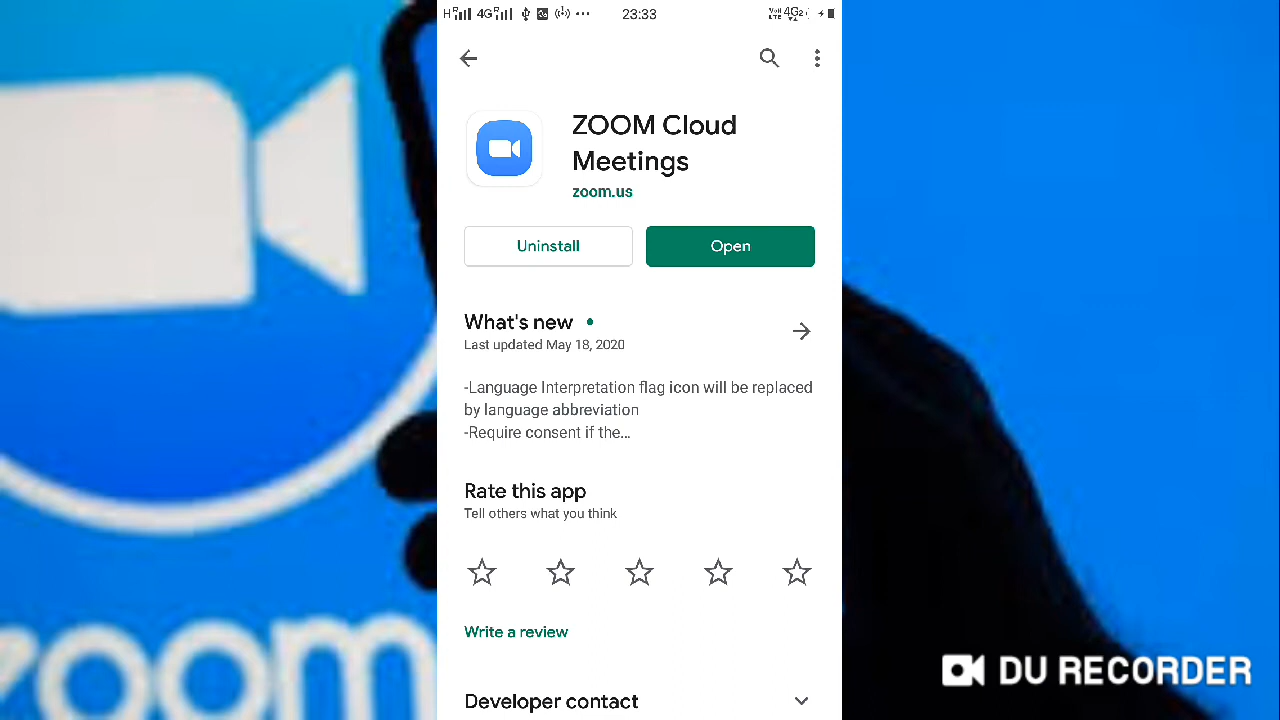 23:33
ZOOM Cloud
Meetings
zoom.us
Uninstall
Open
What's new
Last updated May 18, 2020
-Language Interpretation flag icon will be replaced
by language abbreviation
-Require consent if the…
Rate this app
Tell others what you think
Write a review
Developer contact
zoom
DU RECORDER